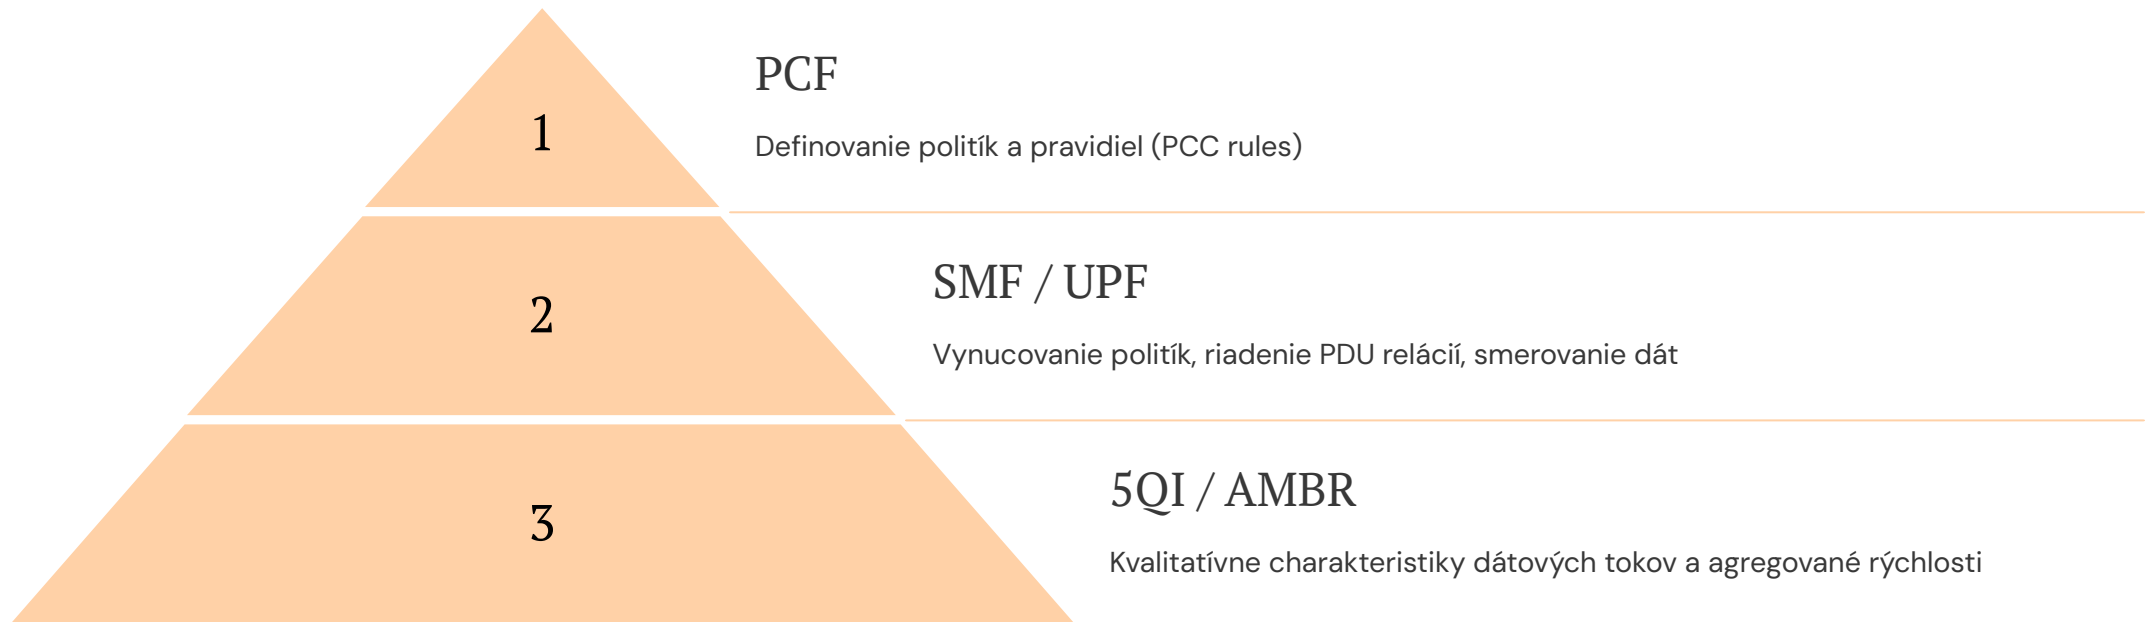 1
PCF
Definovanie politík a pravidiel (PCC rules)
2
SMF / UPF
Vynucovanie politík, riadenie PDU relácií, smerovanie dát
3
5QI / AMBR
Kvalitatívne charakteristiky dátových tokov a agregované rýchlosti